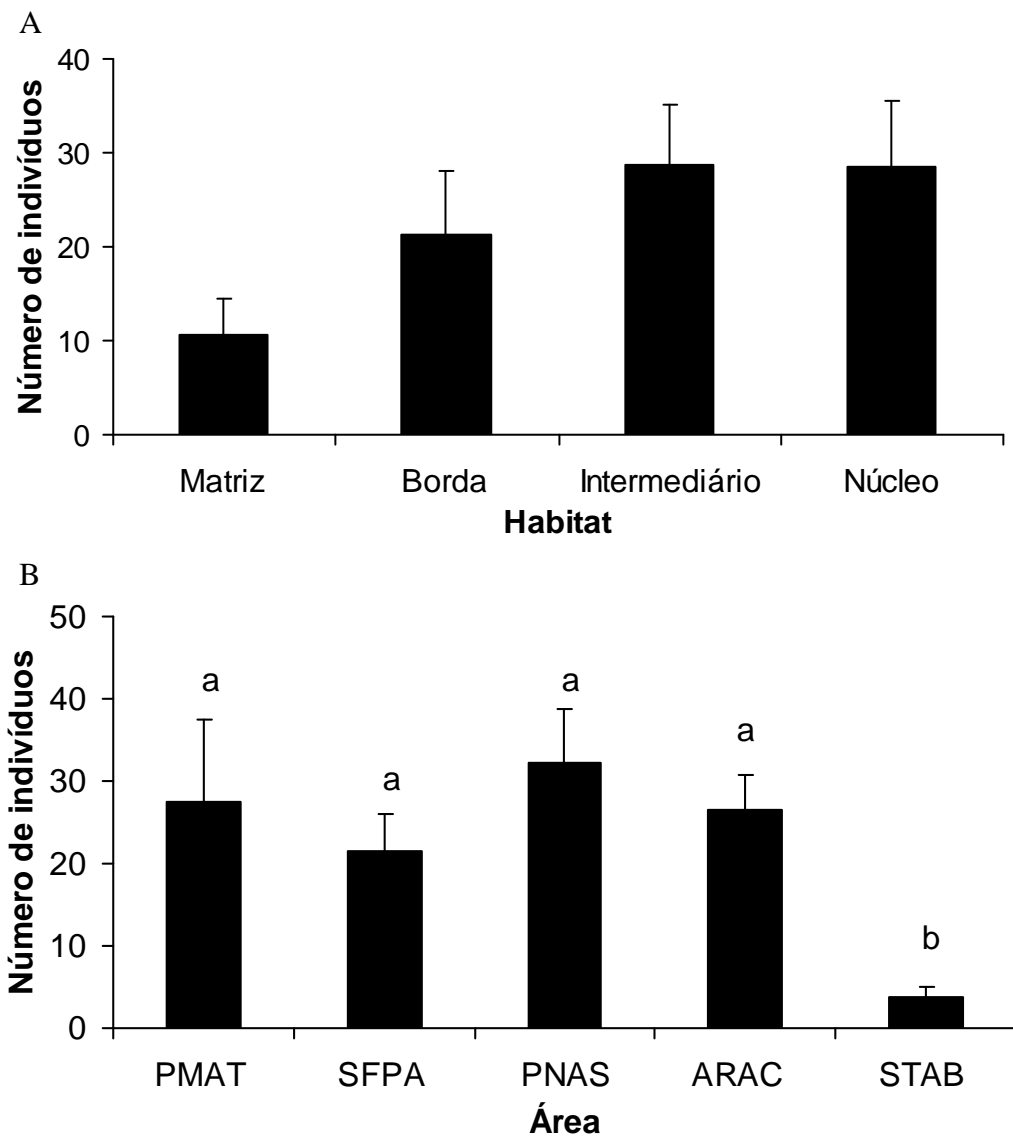 A
Número de indivíduos
40
30
20
10
0
Matriz Borda Intermediário Núcleo
Habitat
B
Número de indivíduos
50
40
30
20
10
0
a a a a b
PMAT SFPA PNAS ARAC STAB
Área